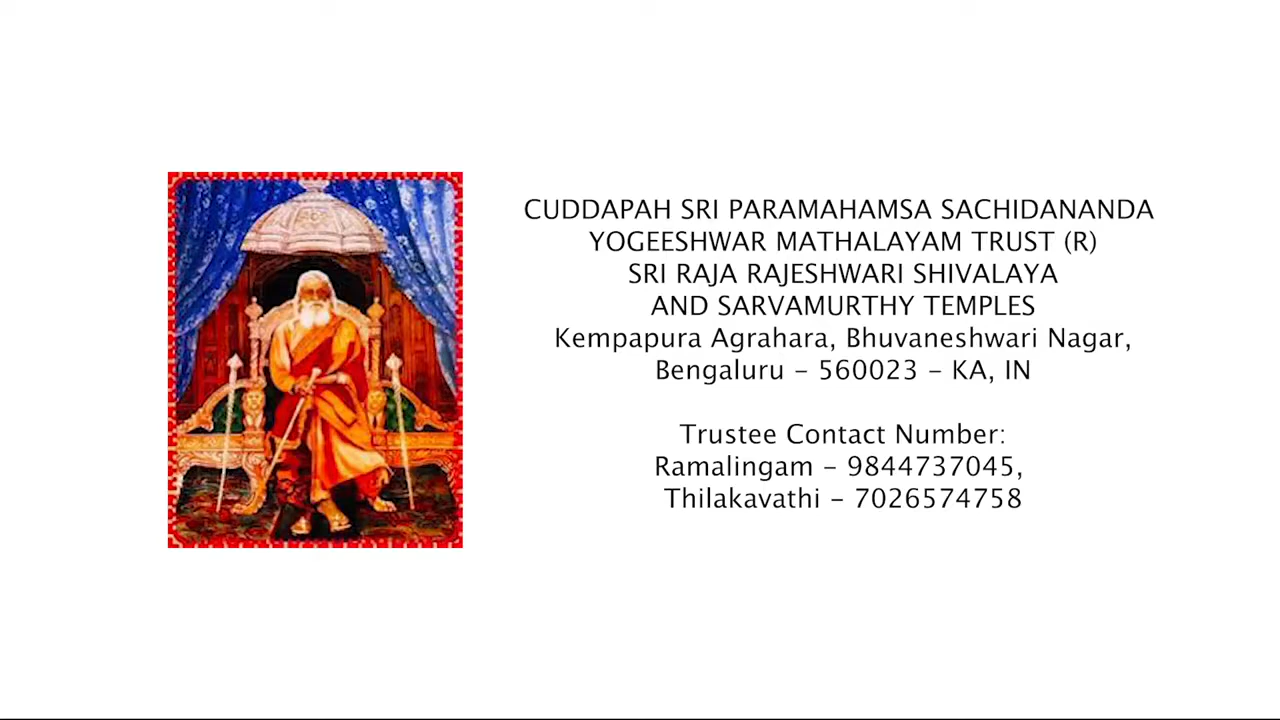 CUDDAPAH SRI PARAMAHAMSA SACHIDANANDA
YOGEESHWAR MATHALAYAM TRUST (R)
SRI RAJA RAJESHWARI SHIVALAYA
AND SARVAMURTHY TEMPLES
Kempapura Agrahara, Bhuvaneshwari Nagar,
Bengaluru – 560023 – KA, IN
Trustee Contact Number:
Ramalingam – 9844737045,
Thilakavathi – 7026574758